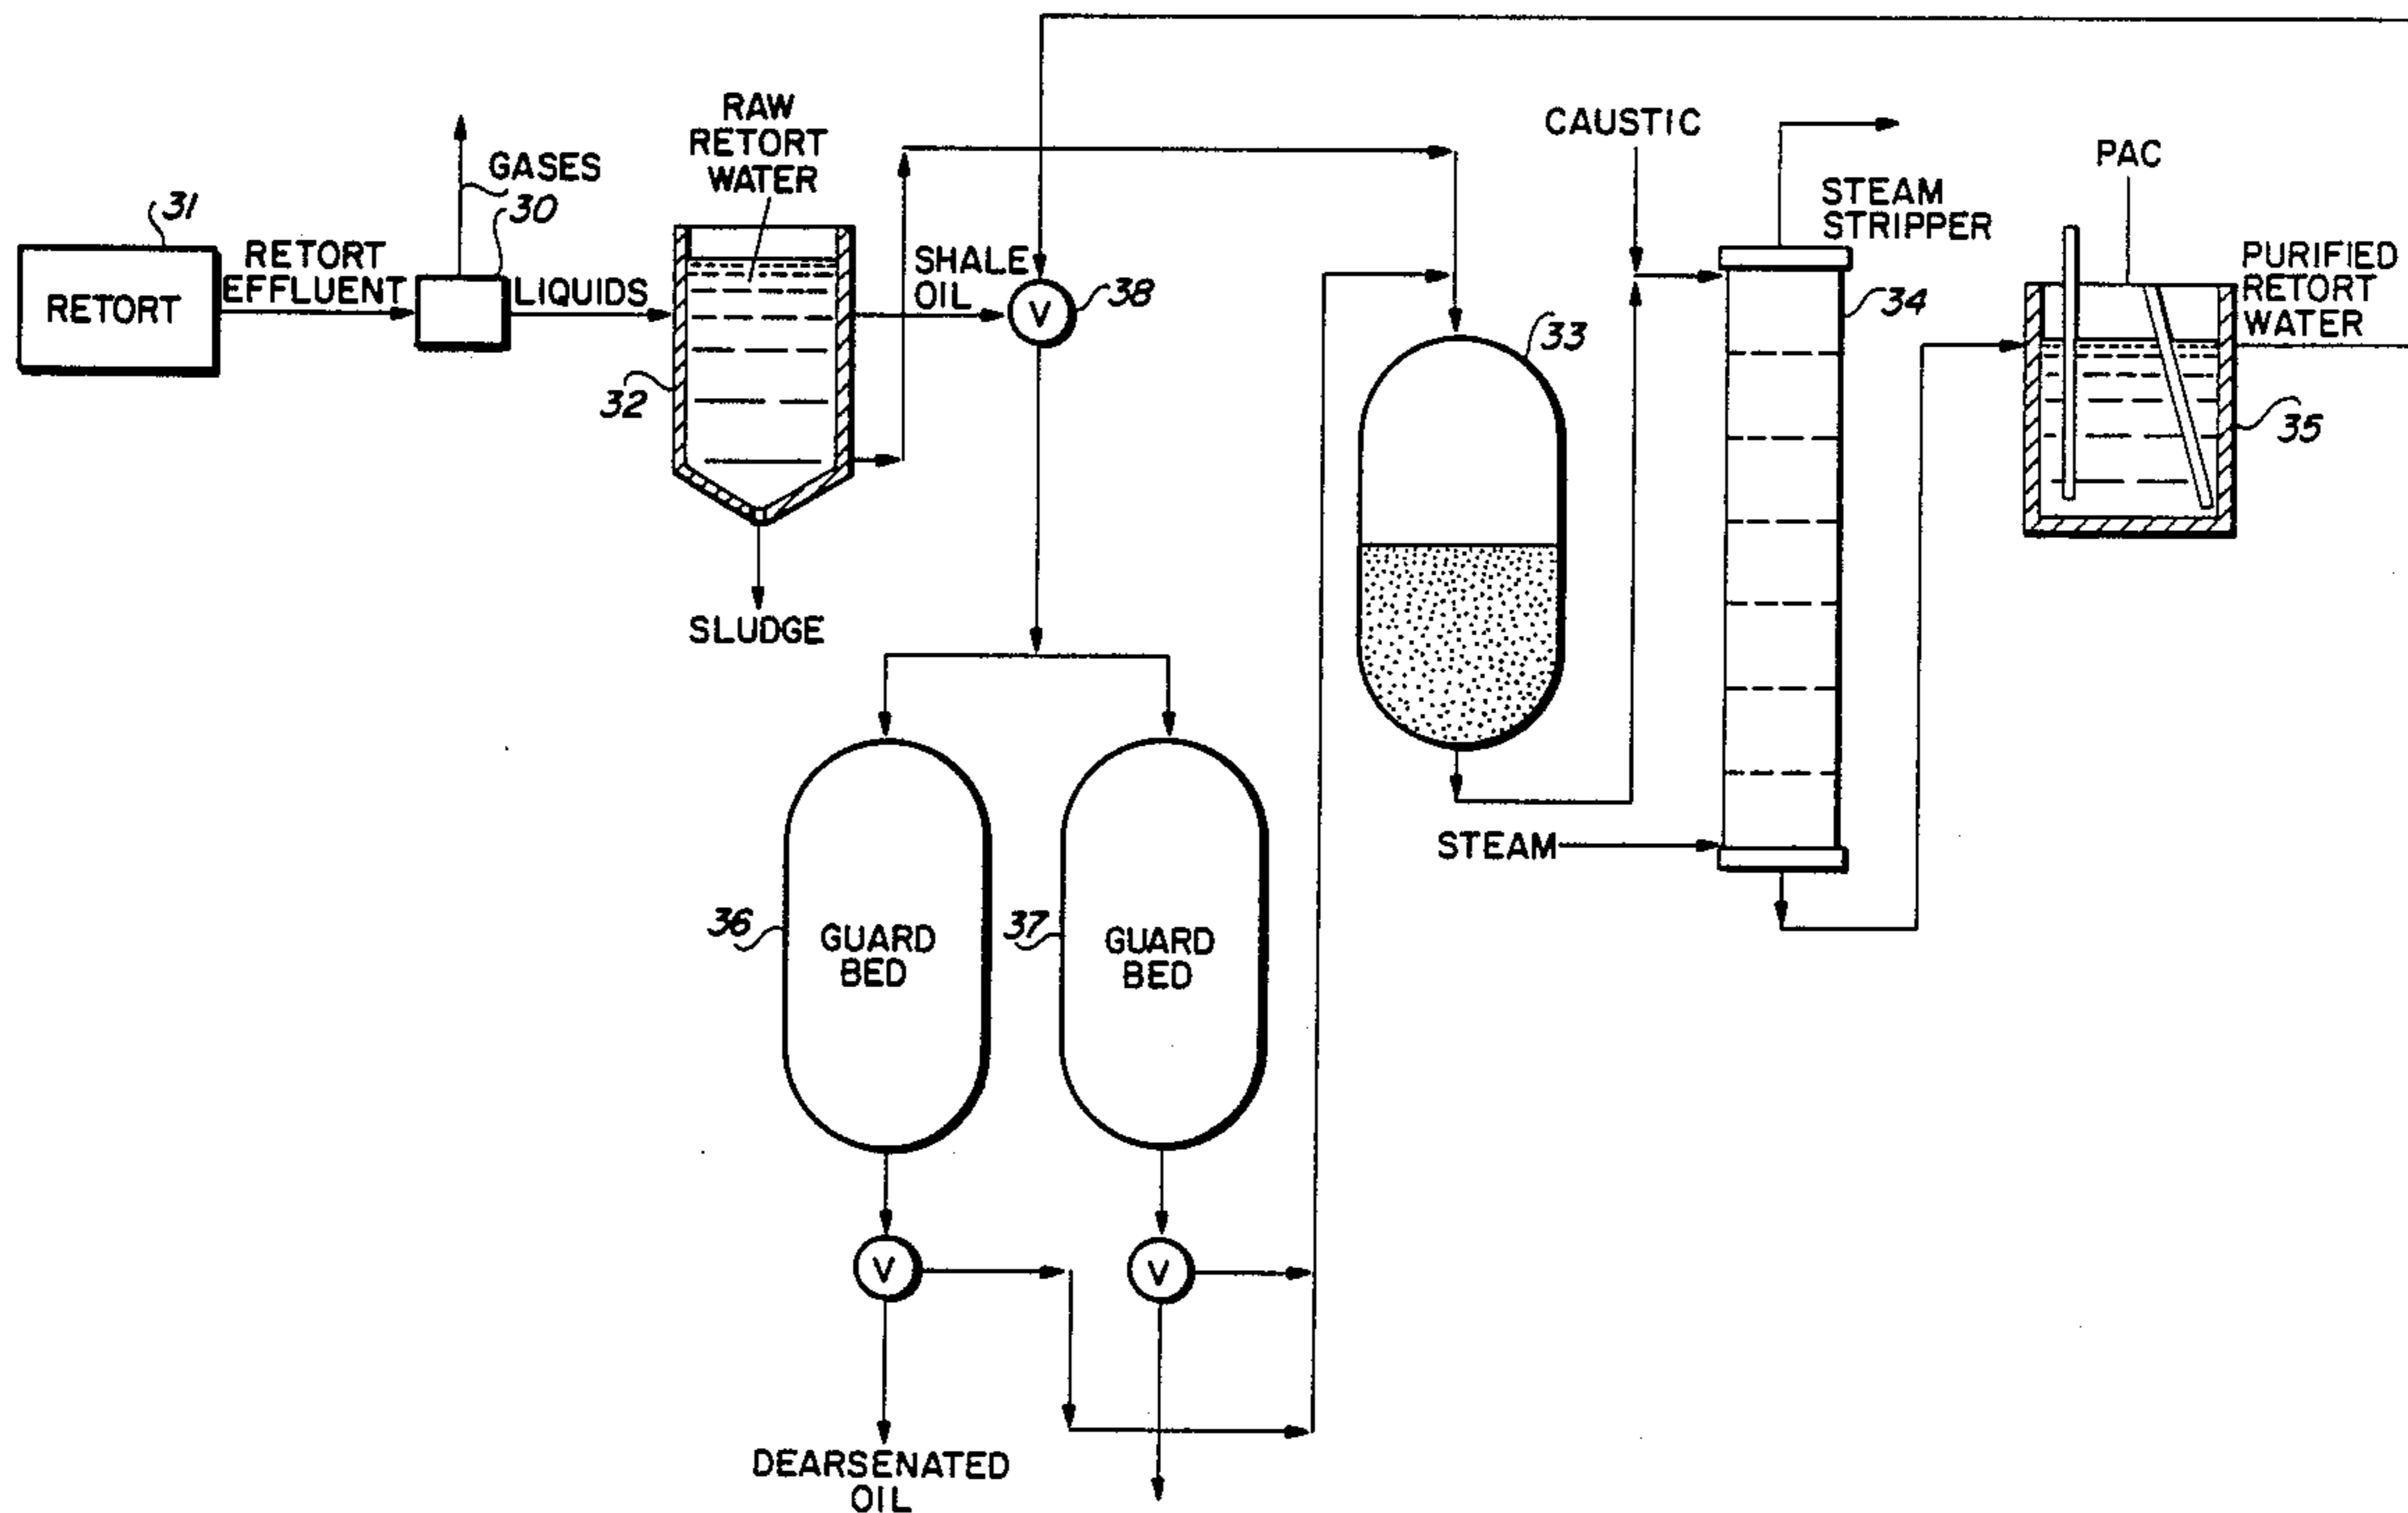 RAW
RETORT
WATER
CAUSTIC
PAC
GASES
30
31
RETORT
EFFLUENT
RETORT
LIQUIDS
SHALE
OIL
V
38
32
SLUDGE
33
STEAM
STRIPPER
34
PURIFIED
RETORT
WATER
35
STEAM
36
GUARD
BED
37
GUARD
BED
V
V
DEARSENATED
OIL